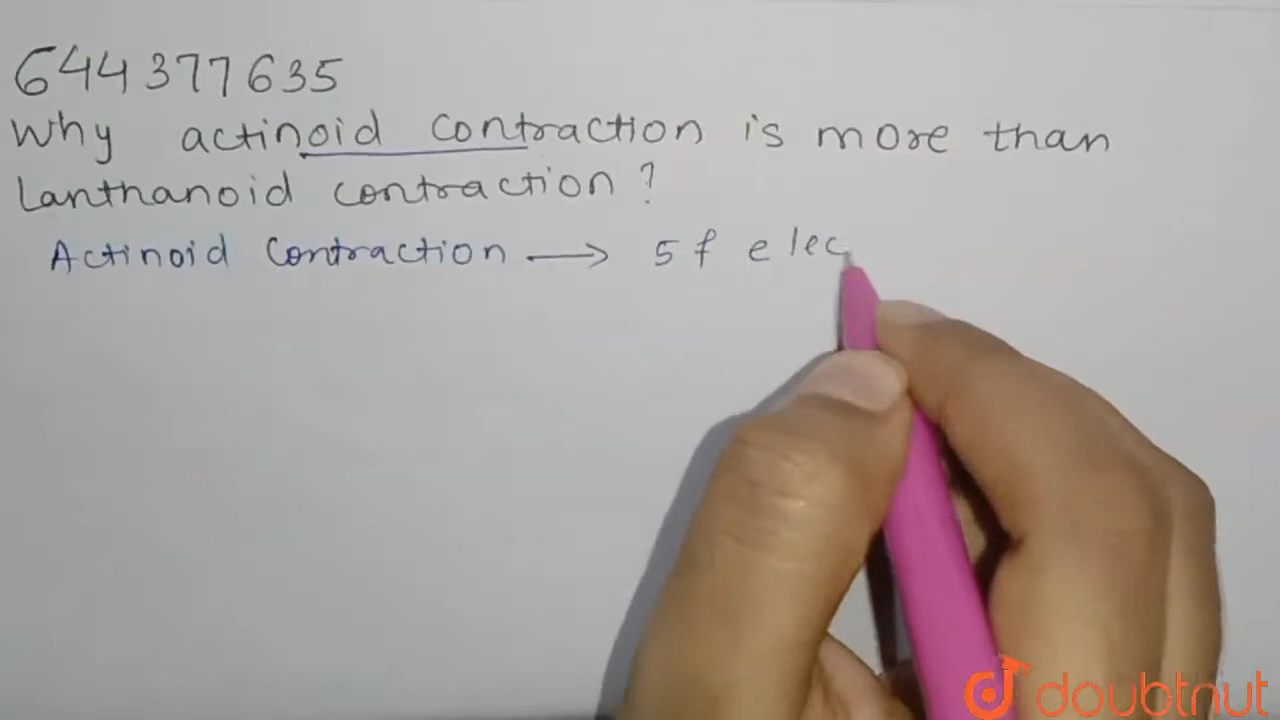 644377635
Why actinoid contraction is more than
Lanthanoid contraction ?
Actinoid Contraction → 5f elec
doubtnut